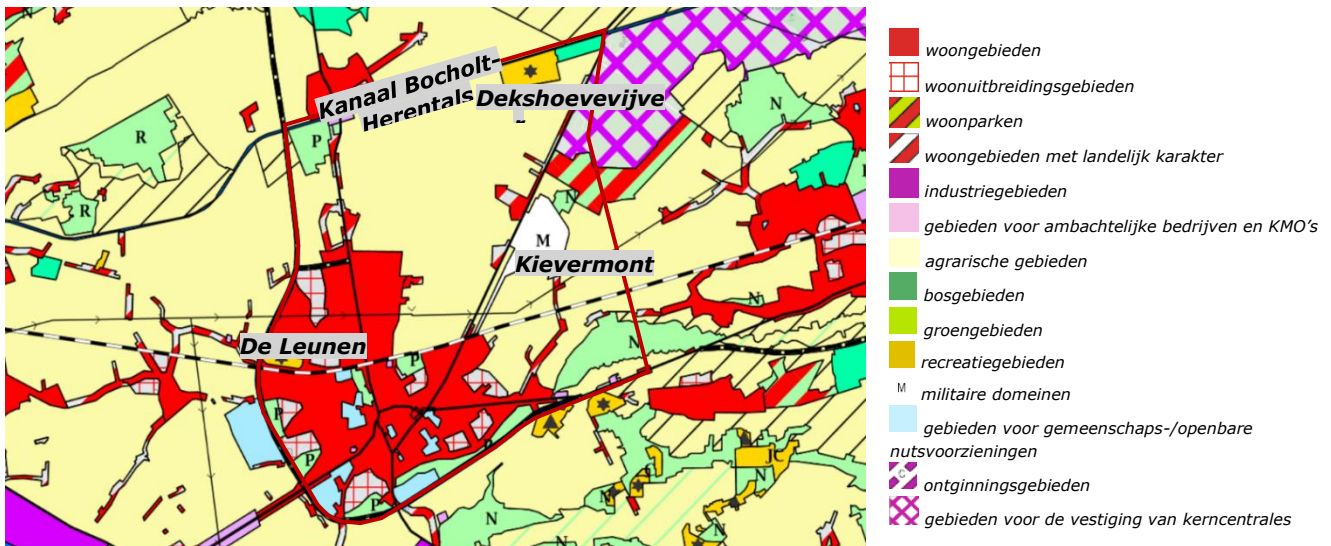 Kanaal Bocholt-
Herentals
Dekshoevevijve
N
R
P
N
R
M
Kievermont
N
De Leunen
N
P
P
P
P
JC
C
N
N
N
N
woongebieden
woonuitbreidingsgebieden
woonparken
woongebieden met landelijk karakter
industriegebieden
gebieden voor ambachtelijke bedrijven en KMO's
agrarische gebieden
bosgebieden
groengebieden
recreatiegebieden
M militaire domeinen
gebieden voor gemeenschaps-/openbare
nutsvoorzieningen
C ontginningsgebieden
gebieden voor de vestiging van kerncentrales